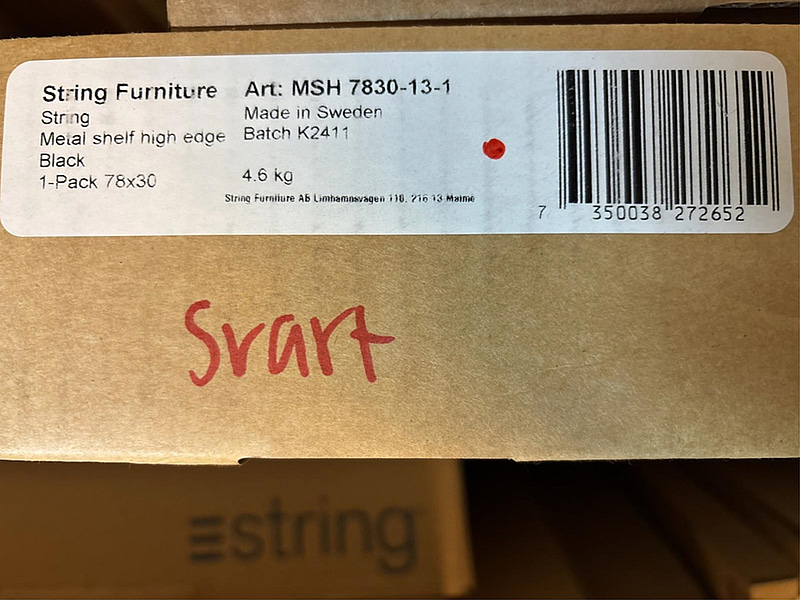 String Furniture
String
Metal shelf high edge
Black
1-Pack 78x30
Art: MSH 7830-13-1
Made in Sweden
Batch K2411
4.6 kg
String Furniture AB Limhamnsvägen 110, 216 13 Malmö
7 350038 272652
Svart
string